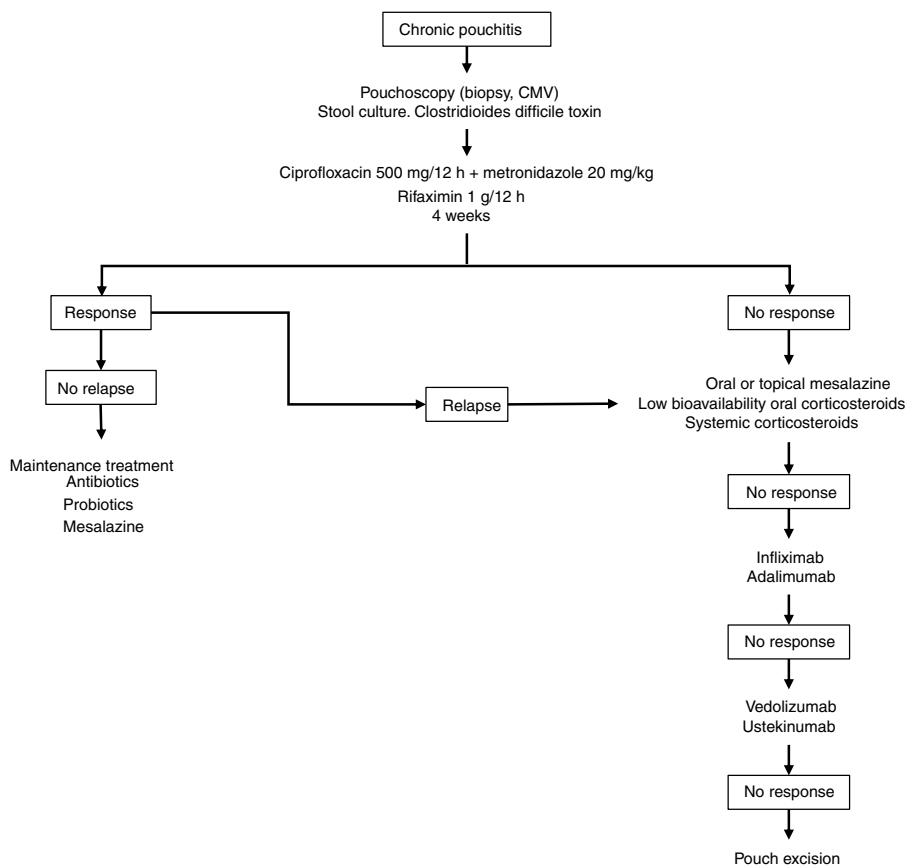 Chronic pouchitis
Pouchoscopy (biopsy, CMV)
Stool culture. Clostridioides difficile toxin
Ciprofloxacin 500 mg/12 h + metronidazole 20 mg/kg
Rifaximin 1 g/12 h
4 weeks
Response
No response
No relapse
Relapse
Oral or topical mesalazine
Low bioavailability oral corticosteroids
Systemic corticosteroids
Maintenance treatment
Antibiotics
Probiotics
Mesalazine
No response
Infliximab
Adalimumab
No response
Vedolizumab
Ustekinumab
No response
Pouch excision